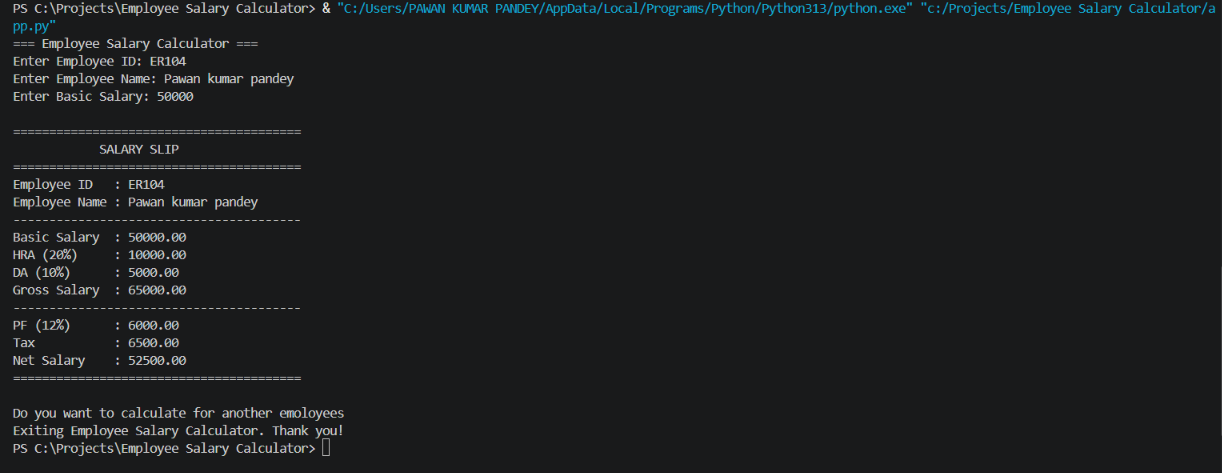 PS C:\Projects\Employee Salary Calculator> & "C:/Users/PAWAN KUMAR PANDEY/AppData/Local/Programs/Python/Python313/python.exe" "c:/Projects/Employee Salary Calculator/a
pp.py"
=== Employee Salary Calculator ===
Enter Employee ID: ER104
Enter Employee Name: Pawan kumar pandey
Enter Basic Salary: 50000
========================================
SALARY SLIP
========================================
Employee ID   : ER104
Employee Name : Pawan kumar pandey
----------------------------------------
Basic Salary  : 50000.00
HRA (20%)     : 10000.00
DA (10%)      : 5000.00
Gross Salary  : 65000.00
----------------------------------------
PF (12%)      : 6000.00
Tax           : 6500.00
Net Salary    : 52500.00
========================================
Do you want to calculate for another emoloyees
Exiting Employee Salary Calculator. Thank you!
PS C:\Projects\Employee Salary Calculator>